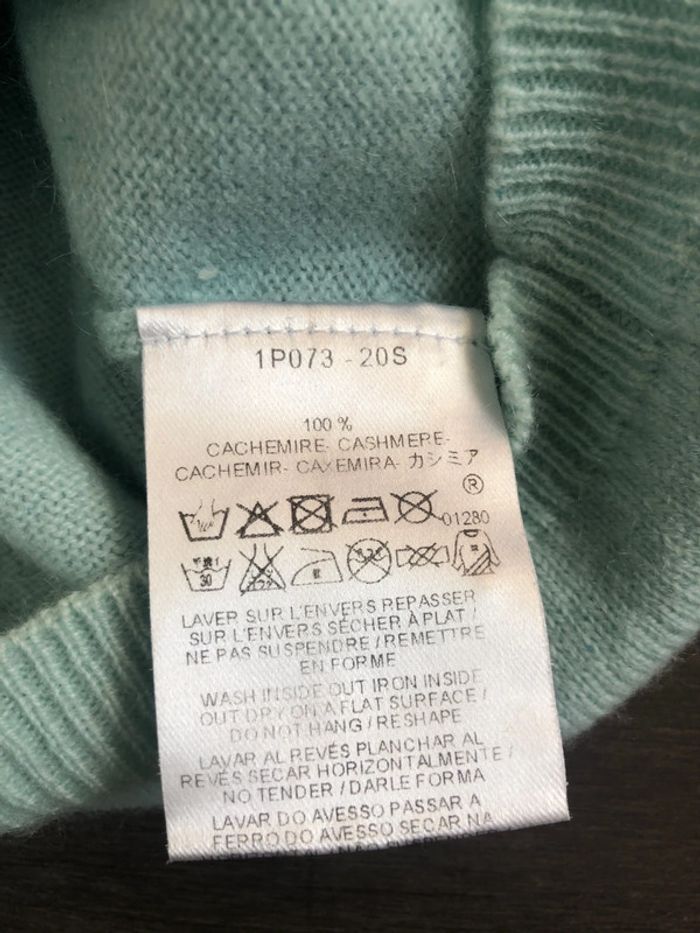 1P073 - 20S
100 %
CACHEMIRE- CASHMERE-
CACHEMIR- CAXEMIRA- カシミア
®
01280
30
LAVER SUR L'ENVERS REPASSER
SUR L'ENVERS SÉCHER À PLAT /
NE PAS SUSPENDRE / REMETTRE
EN FORME
WASH INSIDE OUT IRON INSIDE
OUT DRY ON A FLAT SURFACE /
DO NOT HANG / RESHAPE
LAVAR AL REVÉS PLANCHAR AL
REVÉS SECAR HORIZONTALMENTE /
NO TENDER / DARLE FORMA
LAVAR DO AVESSO PASSAR A
FERRO DO AVESSO SECAR NA